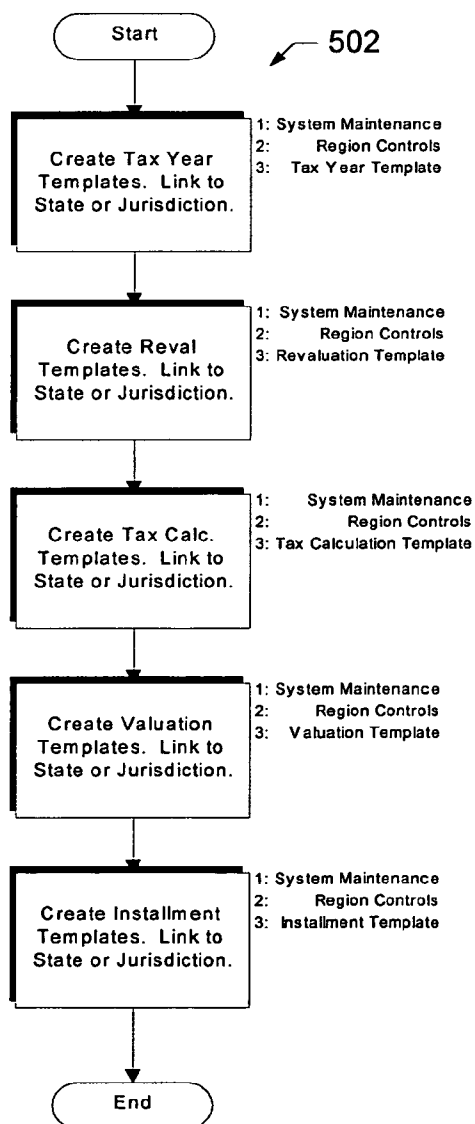 Start
502
Create Tax Year
Templates. Link to
State or Jurisdiction.
1: System Maintenance
2: Region Controls
3: Tax Year Template
Create Reval
Templates. Link to
State or Jurisdiction.
1: System Maintenance
2: Region Controls
3: Revaluation Template
Create Tax Calc.
Templates. Link to
State or Jurisdiction.
1: System Maintenance
2: Region Controls
3: Tax Calculation Template
Create Valuation
Templates. Link to
State or Jurisdiction.
1: System Maintenance
2: Region Controls
3: Valuation Template
Create Installment
Templates. Link to
State or Jurisdiction.
1: System Maintenance
2: Region Controls
3: Installment Template
End